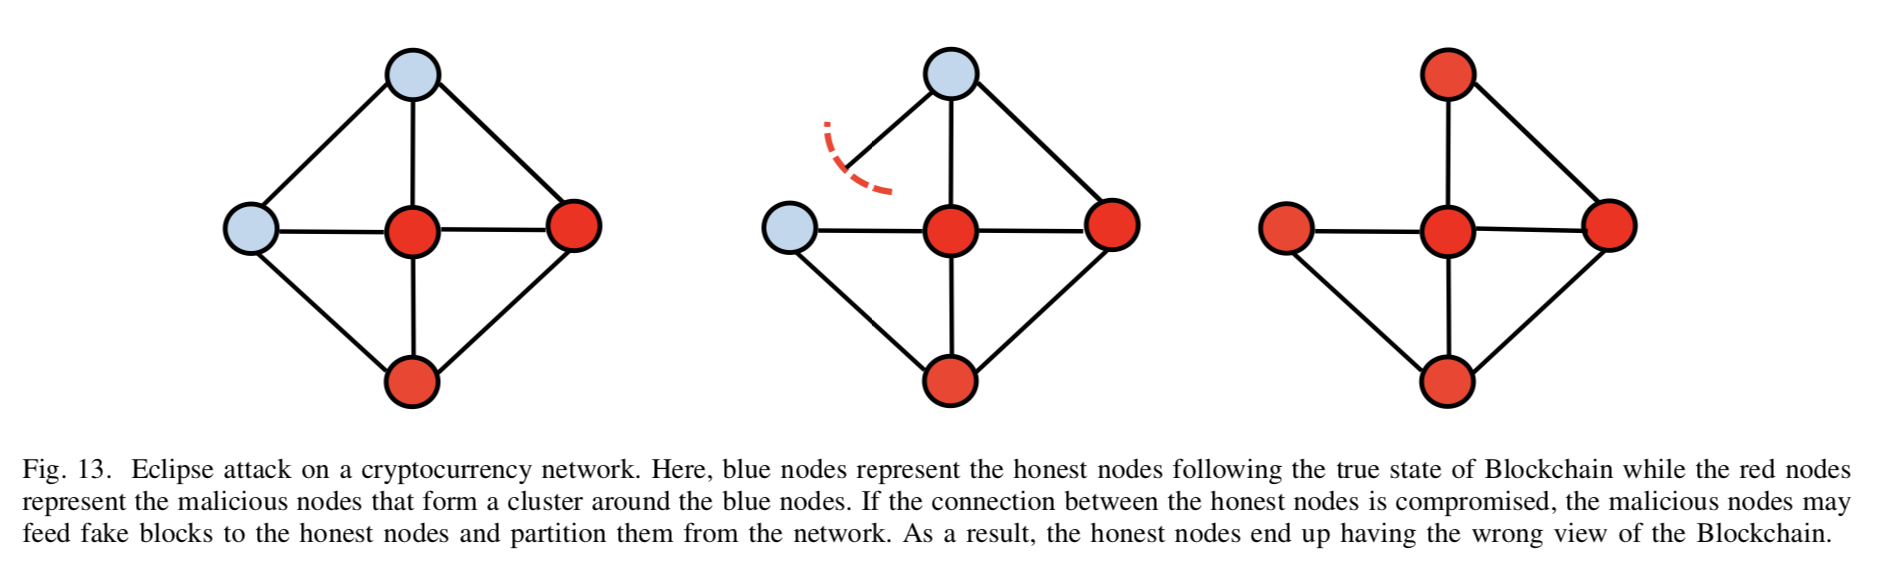 Fig. 13. Eclipse attack on a cryptocurrency network. Here, blue nodes represent the honest nodes following the true state of Blockchain while the red nodes
represent the malicious nodes that form a cluster around the blue nodes. If the connection between the honest nodes is compromised, the malicious nodes may
feed fake blocks to the honest nodes and partition them from the network. As a result, the honest nodes end up having the wrong view of the Blockchain.